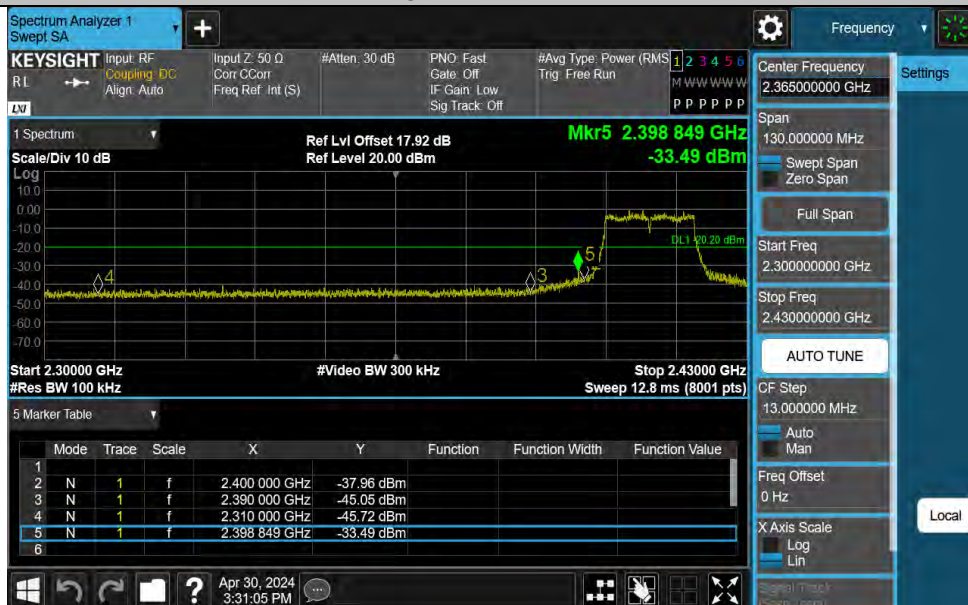 Spectrum Analyzer 1
Swept SA
+
Frequency
KEYSIGHT
RL
LXI
Input: RF
Coupling: DC
Align: Auto
Input Z: 50 Ω
Corr CCorr
Freq Ref: Int (S)
#Atten: 30 dB
PNO: Fast
Gate: Off
IF Gain: Low
Sig Track: Off
#Avg Type: Power (RMS
Trig: Free Run
1 2 3 4 5 6
M W W W W W
P P P P P P
1 Spectrum
Scale/Div 10 dB
Ref Lvl Offset 17.92 dB
Ref Level 20.00 dBm
Mkr5 2.398 849 GHz
-33.49 dBm
Log
10.0
0.00
-10.0
-20.0
-30.0
-40.0
-50.0
-60.0
-70.0
DL1 -20.20 dBm
4
3
5
Start 2.30000 GHz
#Res BW 100 kHz
#Video BW 300 kHz
Stop 2.43000 GHz
Sweep 12.8 ms (8001 pts)
5 Marker Table
Mode Trace Scale X Y Function Function Width Function Value
1
2 N 1 f 2.400 000 GHz -37.96 dBm
3 N 1 f 2.390 000 GHz -45.05 dBm
4 N 1 f 2.310 000 GHz -45.72 dBm
5 N 1 f 2.398 849 GHz -33.49 dBm
6
?
Apr 30, 2024
3:31:05 PM
Center Frequency
2.365000000 GHz
Span
130.000000 MHz
Swept Span
Zero Span
Full Span
Start Freq
2.300000000 GHz
Stop Freq
2.430000000 GHz
AUTO TUNE
CF Step
13.000000 MHz
Auto
Man
Freq Offset
0 Hz
X Axis Scale
Log
Lin
Signal Track
Settings
Local